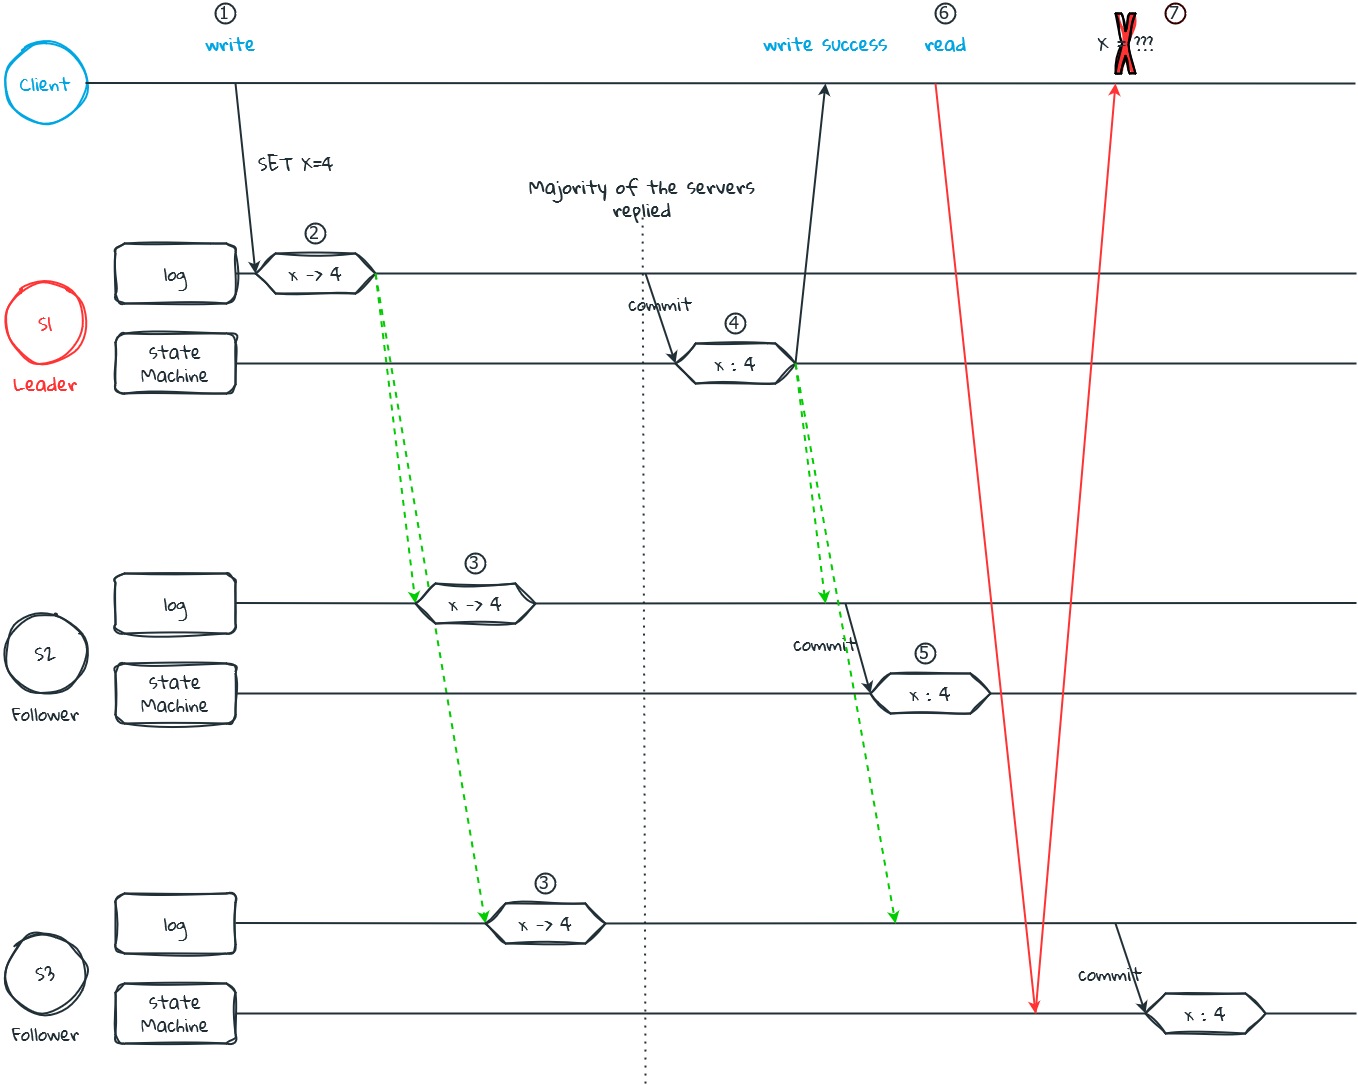 ①
⑥
⑦
write
write success
read
x = ???
Client
SET X=4
Majority of the servers
replied
②
log
x -> 4
commit
S1
④
state
Machine
x : 4
Leader
③
log
x -> 4
commit
S2
⑤
state
Machine
x : 4
Follower
③
log
x -> 4
S3
commit
state
Machine
x : 4
Follower